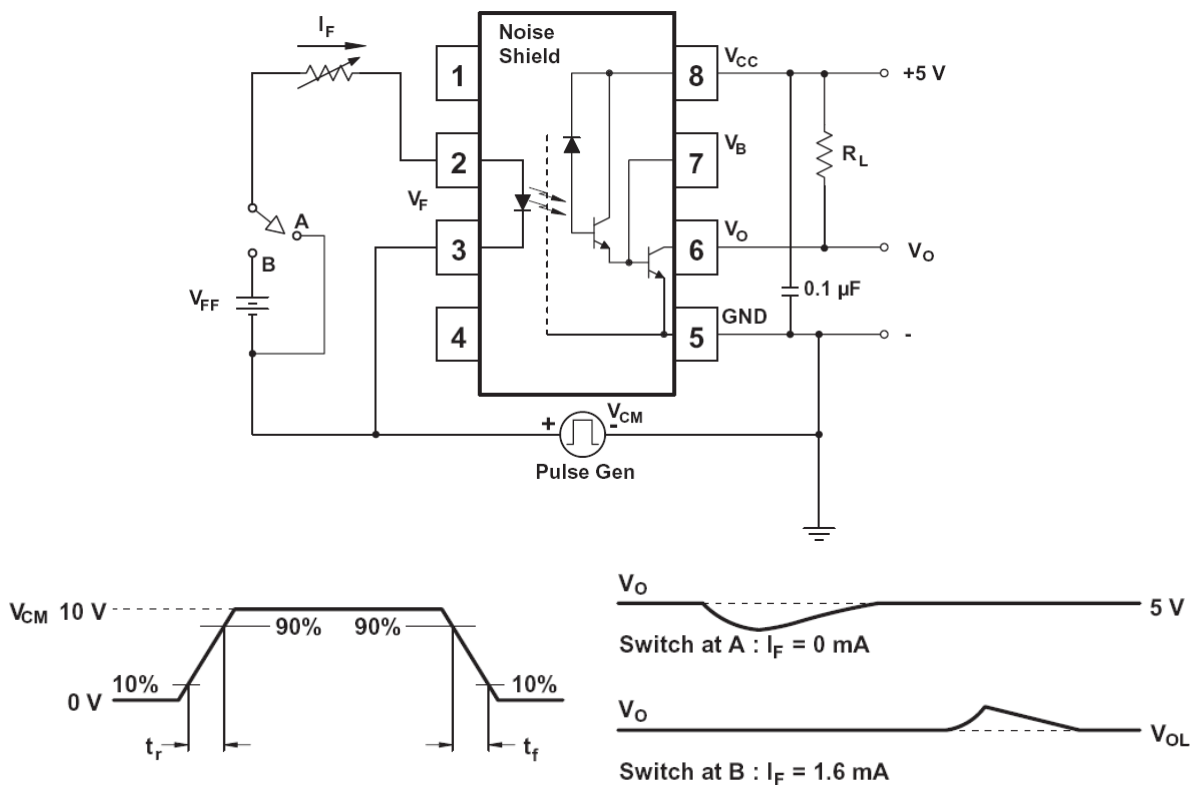 I_F
Noise
Shield
1
8
V_CC
+5 V
2
7
V_B
R_L
V_F
A
3
6
V_O
V_O
B
V_FF
0.1 µF
4
5
GND
-
+
-
V_CM
Pulse Gen
V_CM 10 V
90% 90%
10% 10%
0 V
t_r
t_f
V_O
5 V
Switch at A : I_F = 0 mA
V_O
V_OL
Switch at B : I_F = 1.6 mA